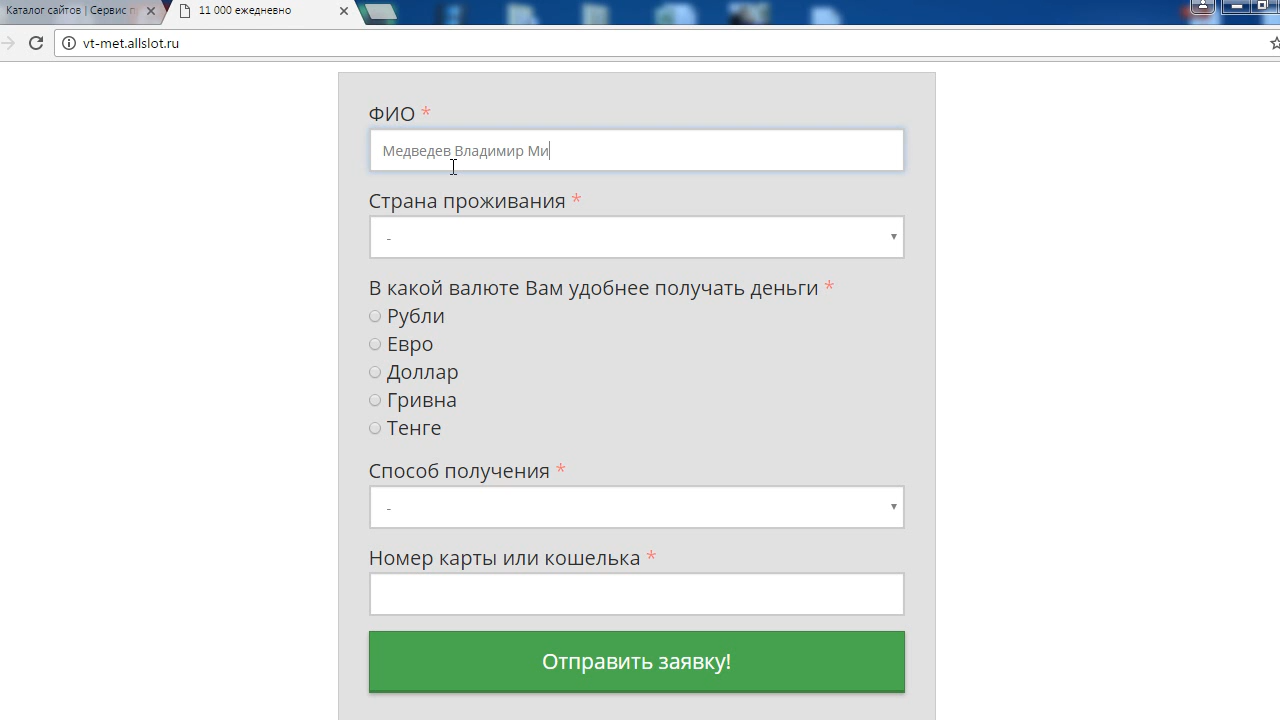 Каталог сайтов | Сервис п
11 000 ежедневно
vt-met.allslot.ru
ФИО *
Медведев Владимир Ми
Страна проживания *
-
В какой валюте Вам удобнее получать деньги *
Рубли
Евро
Доллар
Гривна
Тенге
Способ получения *
-
Номер карты или кошелька *
Отправить заявку!